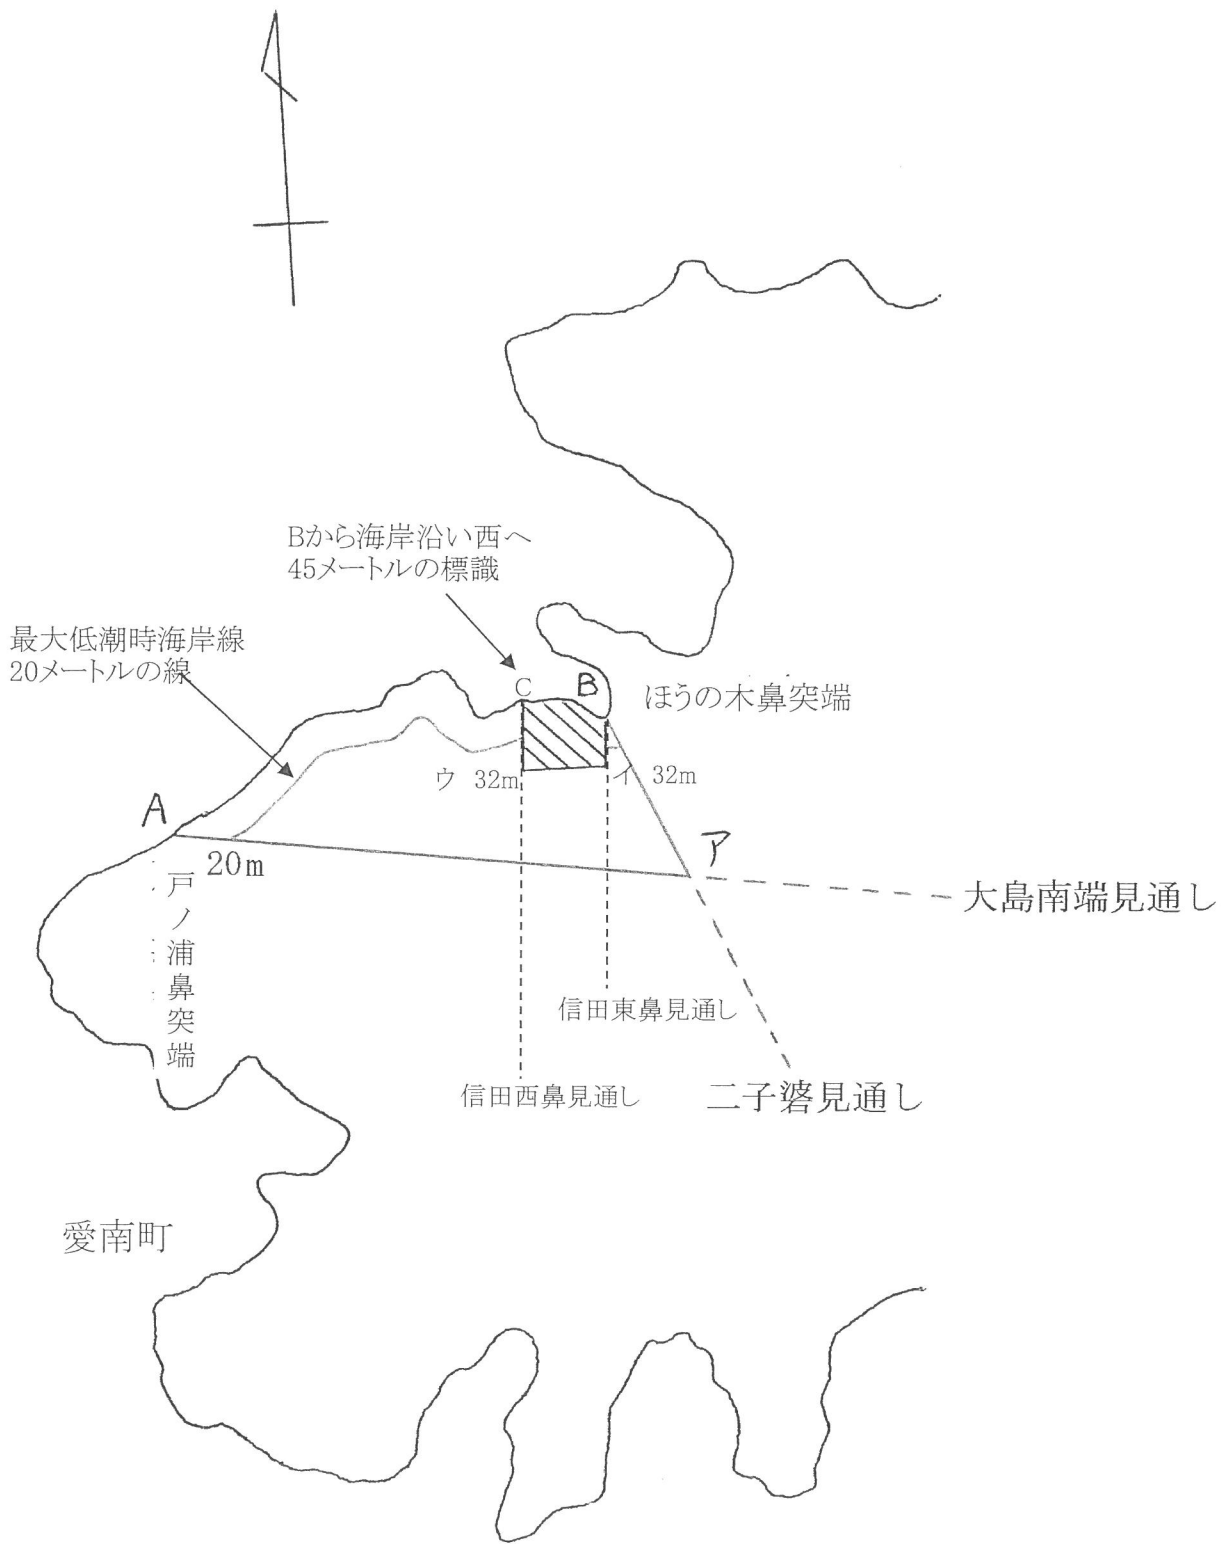 Bから海岸沿い西へ
45メートルの標識
最大低潮時海岸線
20メートルの線
C
B
ほうの木鼻突端
ウ 32m
イ 32m
A
ア
20m
戸ノ浦鼻突端
大島南端見通し
信田東鼻見通し
信田西鼻見通し
二子碆見通し
愛南町